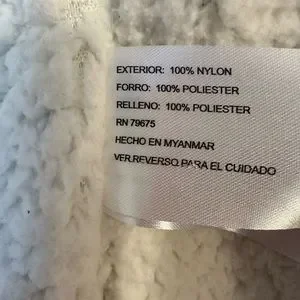 EXTERIOR: 100% NYLON
FORRO: 100% POLIESTER
RELLENO: 100% POLIESTER
RN 79675
HECHO EN MYANMAR
VER REVERSO PARA EL CUIDADO